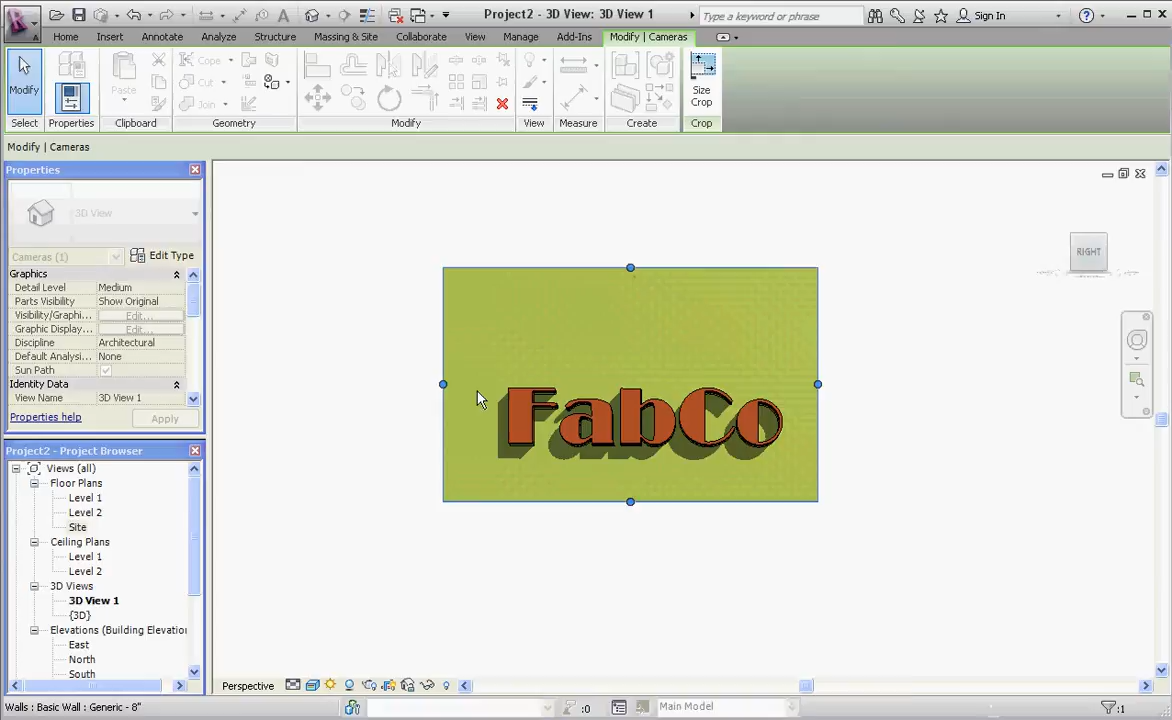 Project2 - 3D View: 3D View 1
Type a keyword or phrase
Sign In
Home
Insert
Annotate
Analyze
Structure
Massing & Site
Collaborate
View
Manage
Add-Ins
Modify | Cameras
Modify
Paste
Cope
Cut
Join
Size
Crop
Select
Properties
Clipboard
Geometry
Modify
View
Measure
Create
Crop
Modify | Cameras
Properties
3D View
Cameras (1)
Edit Type
Graphics
Detail Level Medium
Parts Visibility Show Original
Visibility/Graphi... Edit...
Graphic Display... Edit...
Discipline Architectural
Default Analysi... None
Sun Path
Identity Data
View Name 3D View 1
Properties help
Apply
Project2 - Project Browser
Views (all)
Floor Plans
Level 1
Level 2
Site
Ceiling Plans
Level 1
Level 2
3D Views
3D View 1
{3D}
Elevations (Building Elevation
East
North
South
FabCo
RIGHT
Perspective
Walls : Basic Wall : Generic - 8"
:0
Main Model
:1